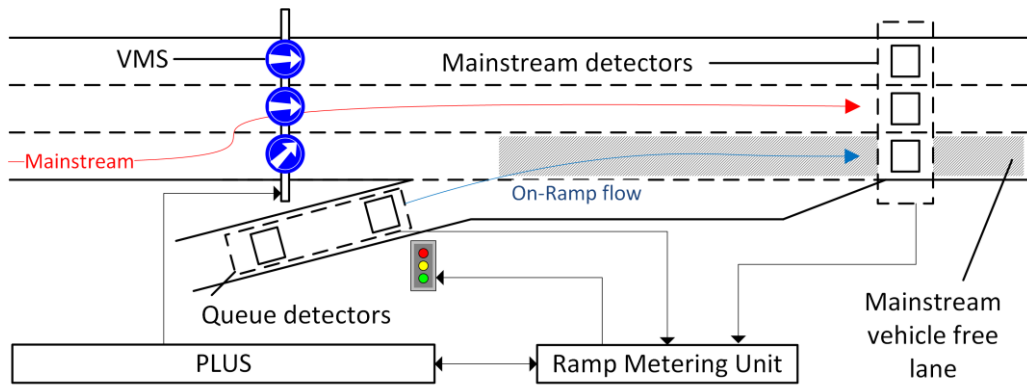 VMS
Mainstream detectors
Mainstream
On-Ramp flow
Queue detectors
Mainstream
vehicle free
lane
PLUS
Ramp Metering Unit